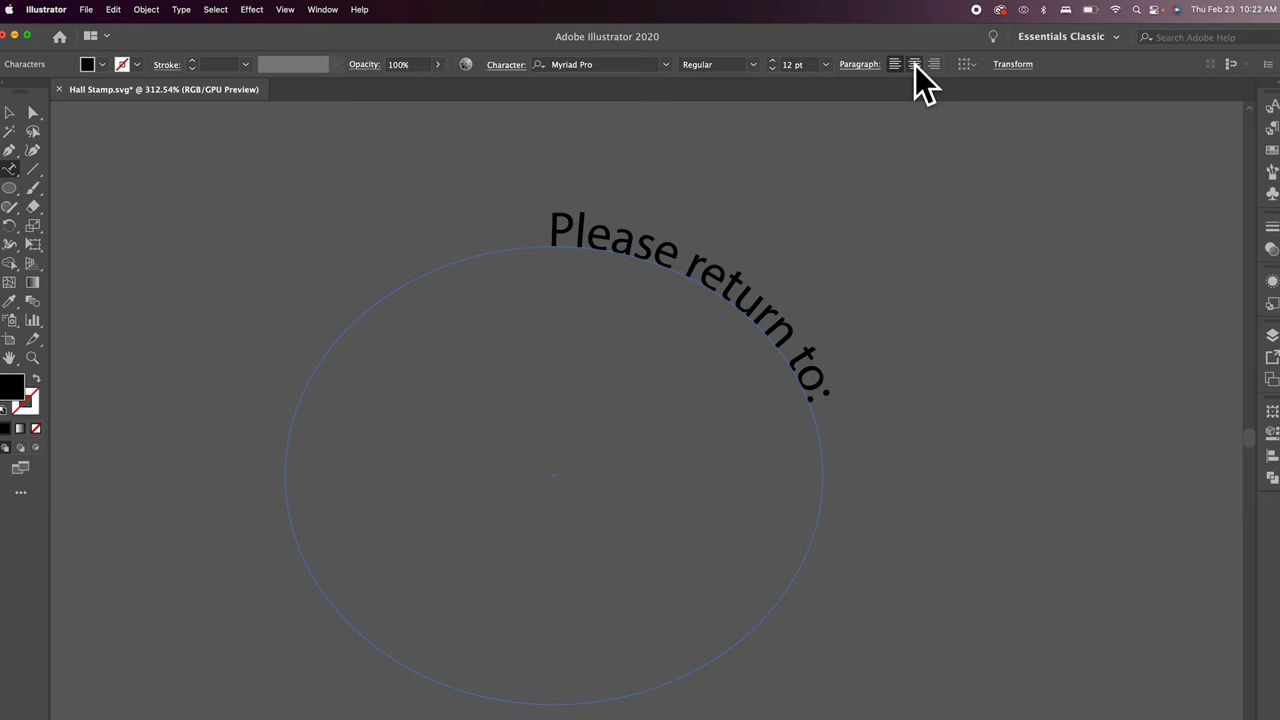 Illustrator File Edit Object Type Select Effect View Window Help Thu Feb 23 10:22 AM
Adobe Illustrator 2020 Essentials Classic Search Adobe Help
Characters Stroke: Opacity: 100% Character: Myriad Pro Regular 12 pt Paragraph: Transform
Hall Stamp.svg* @ 312.54% (RGB/GPU Preview)
Please return to: